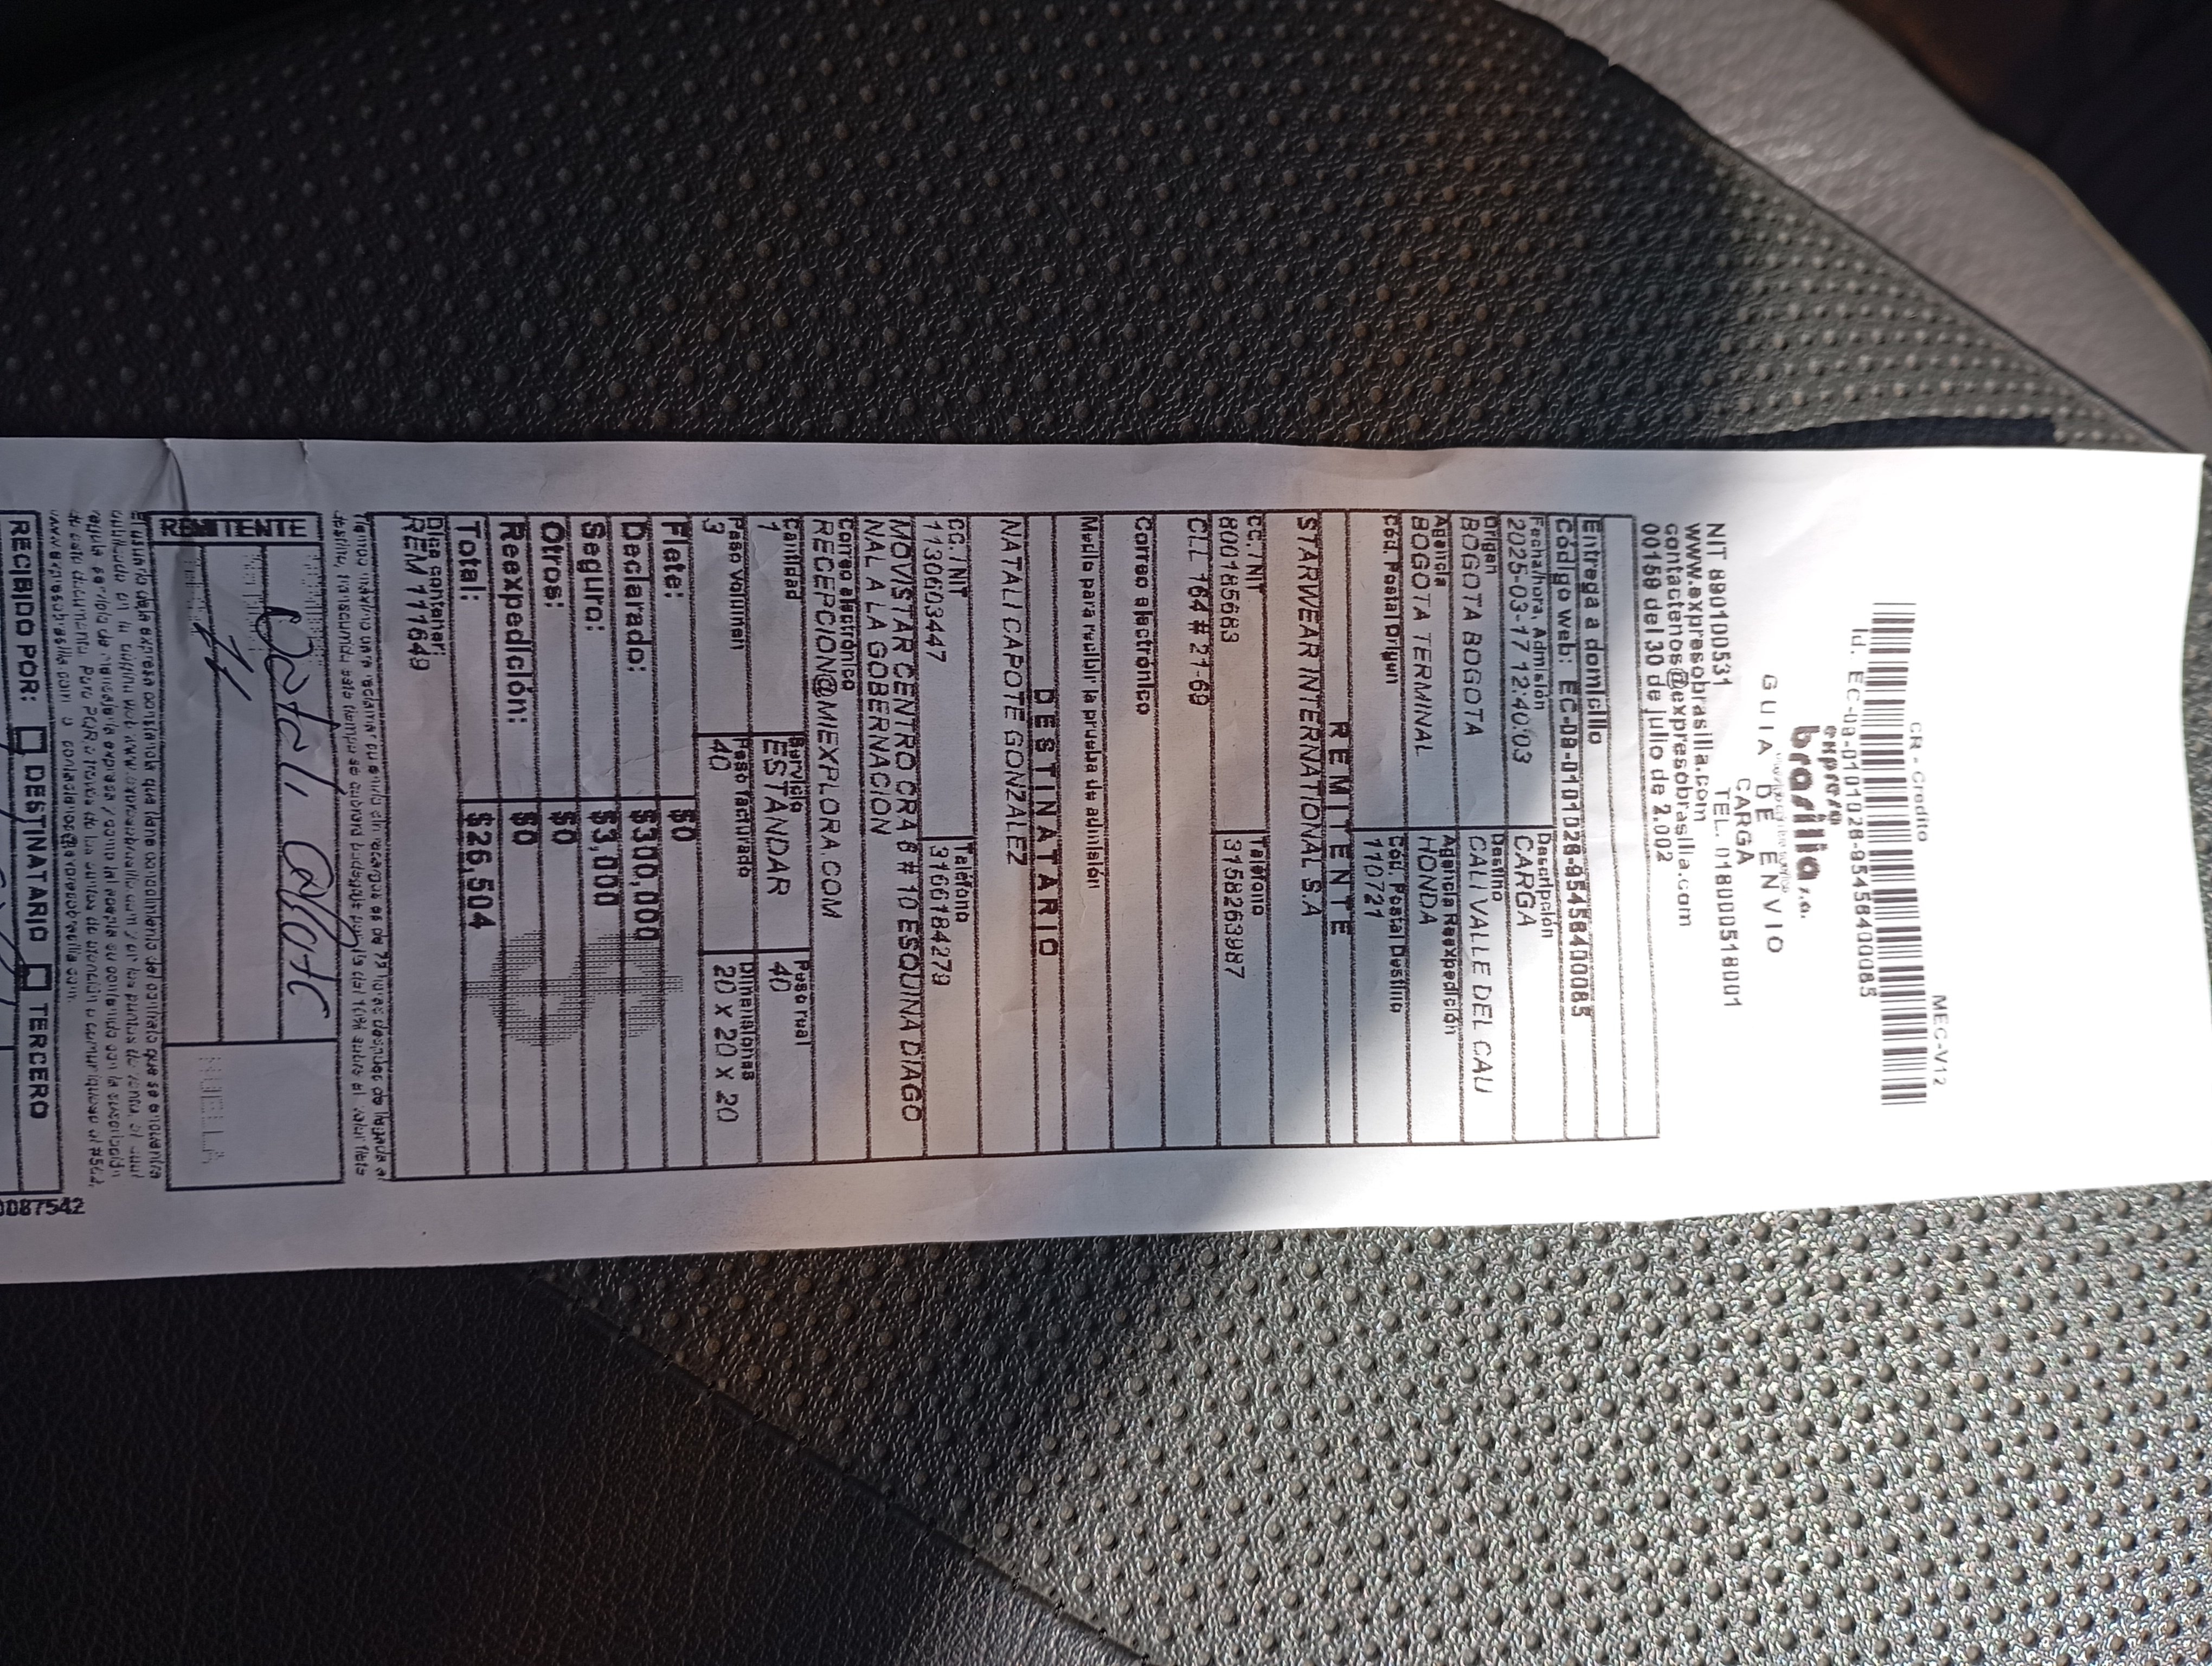 CR - Credito MEC-V12
Id. EC-09-0101028-95458400085
expreso
brasilia s.a.
GUIA DE ENVIO
CARGA
NIT 890100531 TEL. 018000518001
www.expresobrasilia.com
contactenos@expresobrasilia.com
00159 del 30 de julio de 2.002
Entrega a domicilio
Código web: EC-09-0101028-9545840085
Fecha/hora, Admisión Descripción
2025-03-17 12:40:03 CARGA
Origen Destino
BOGOTA BOGOTA CALI VALLE DEL CAU
Agencia Agencia Reexpedición
BOGOTA TERMINAL HONDA
Cód. Postal Origen Cod. Postal Destino
110721
REMITENTE
STARWEAR INTERNATIONAL S.A
CC./NIT Teléfono
800185683 3158263987
CLL 164 # 21-69
Correo electrónico
Medio para recibir la prueba de admisión
DESTINATARIO
NATALI CAPOTE GONZALEZ
CC./NIT Teléfono
1130603447 3166184279
MOVISTAR CENTRO CRA 6 # 10 ESQUINA DIAGO
NAL A LA GOBERNACION
Correo electrónico
RECEPCION@MIEXPLORA.COM
Cantidad Servicio Peso real
1 ESTANDAR 40
Peso volumen Peso facturado Dimensiones
3 40 20 X 20 X 20
Flete: $0
Declarado: $300,000
Seguro: $3,000
Otros: $0
Reexpedición: $0
Total: $26,504
Dice contener:
REM 111649
REMITENTE
HUELLA
RECIBIDO POR: DESTINATARIO TERCERO
0087542